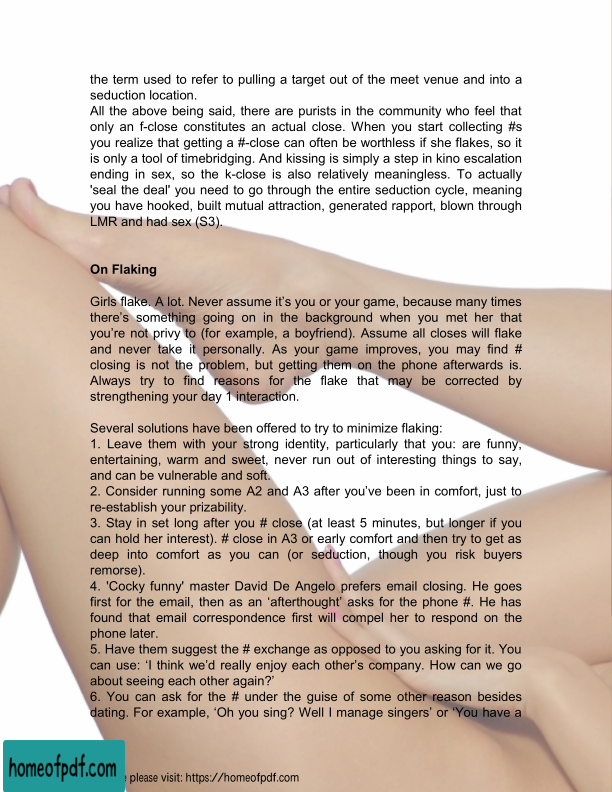 the term used to refer to pulling a target out of the meet venue and into a
seduction location.
All the above being said, there are purists in the community who feel that
only an f-close constitutes an actual close. When you start collecting #s
you realize that getting a #-close can often be worthless if she flakes, so it
is only a tool of timebridging. And kissing is simply a step in kino escalation
ending in sex, so the k-close is also relatively meaningless. To actually
'seal the deal' you need to go through the entire seduction cycle, meaning
you have hooked, built mutual attraction, generated rapport, blown through
LMR and had sex (S3).
On Flaking
Girls flake. A lot. Never assume it’s you or your game, because many times
there’s something going on in the background when you met her that
you’re not privy to (for example, a boyfriend). Assume all closes will flake
and never take it personally. As your game improves, you may find #
closing is not the problem, but getting them on the phone afterwards is.
Always try to find reasons for the flake that may be corrected by
strengthening your day 1 interaction.
Several solutions have been offered to try to minimize flaking:
1. Leave them with your strong identity, particularly that you: are funny,
entertaining, warm and sweet, never run out of interesting things to say,
and can be vulnerable and soft.
2. Consider running some A2 and A3 after you’ve been in comfort, just to
re-establish your prizability.
3. Stay in set long after you # close (at least 5 minutes, but longer if you
can hold her interest). # close in A3 or early comfort and then try to get as
deep into comfort as you can (or seduction, though you risk buyers
remorse).
4. 'Cocky funny' master David De Angelo prefers email closing. He goes
first for the email, then as an ‘afterthought’ asks for the phone #. He has
found that email correspondence first will compel her to respond on the
phone later.
5. Have them suggest the # exchange as opposed to you asking for it. You
can use: ‘I think we’d really enjoy each other’s company. How can we go
about seeing each other again?’
6. You can ask for the # under the guise of some other reason besides
dating. For example, ‘Oh you sing? Well I manage singers’ or ‘You have a
homeofpdf.com
please visit: https://homeofpdf.com